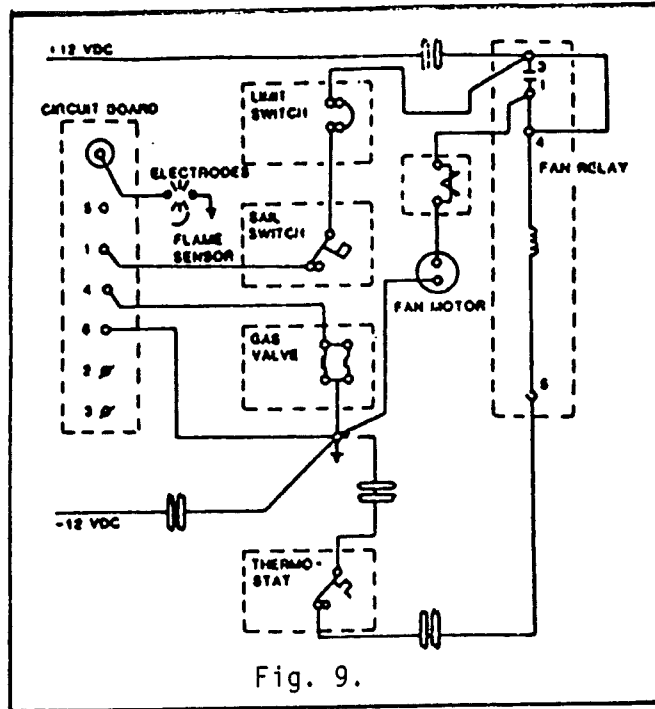 +12 VDC
CIRCUIT BOARD
LIMIT
SWITCH
3
1
4
FAN RELAY
ELECTRODES
5
FLAME
SENSOR
SAIL
SWITCH
1
4
FAN MOTOR
GAS
VALVE
6
2
3
5
-12 VDC
THERMO-
STAT
Fig. 9.